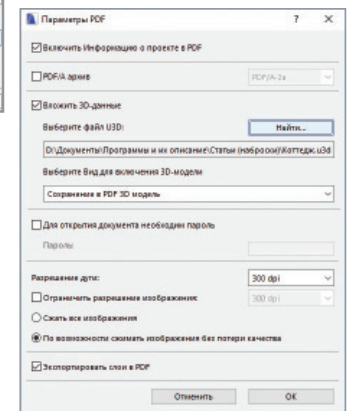 Параметры PDF
Включить Информацию о проекте в PDF
PDF/A архив
PDF/A-2a
Вложить 3D-данные
Выберите файл U3D:
Найти...
D:\Документы\Программы и их описание\Статьи (наброски)\Коттедж.u3d
Выберите Вид для включения 3D-модели
Сохранение в PDF 3D модель
Для открытия документа необходим пароль
Пароль:
Разрешение дуги:
300 dpi
Ограничить разрешение изображения:
300 dpi
Сжать все изображения
По возможности сжимать изображения без потери качества
Экспортировать слои в PDF
Отменить
OK